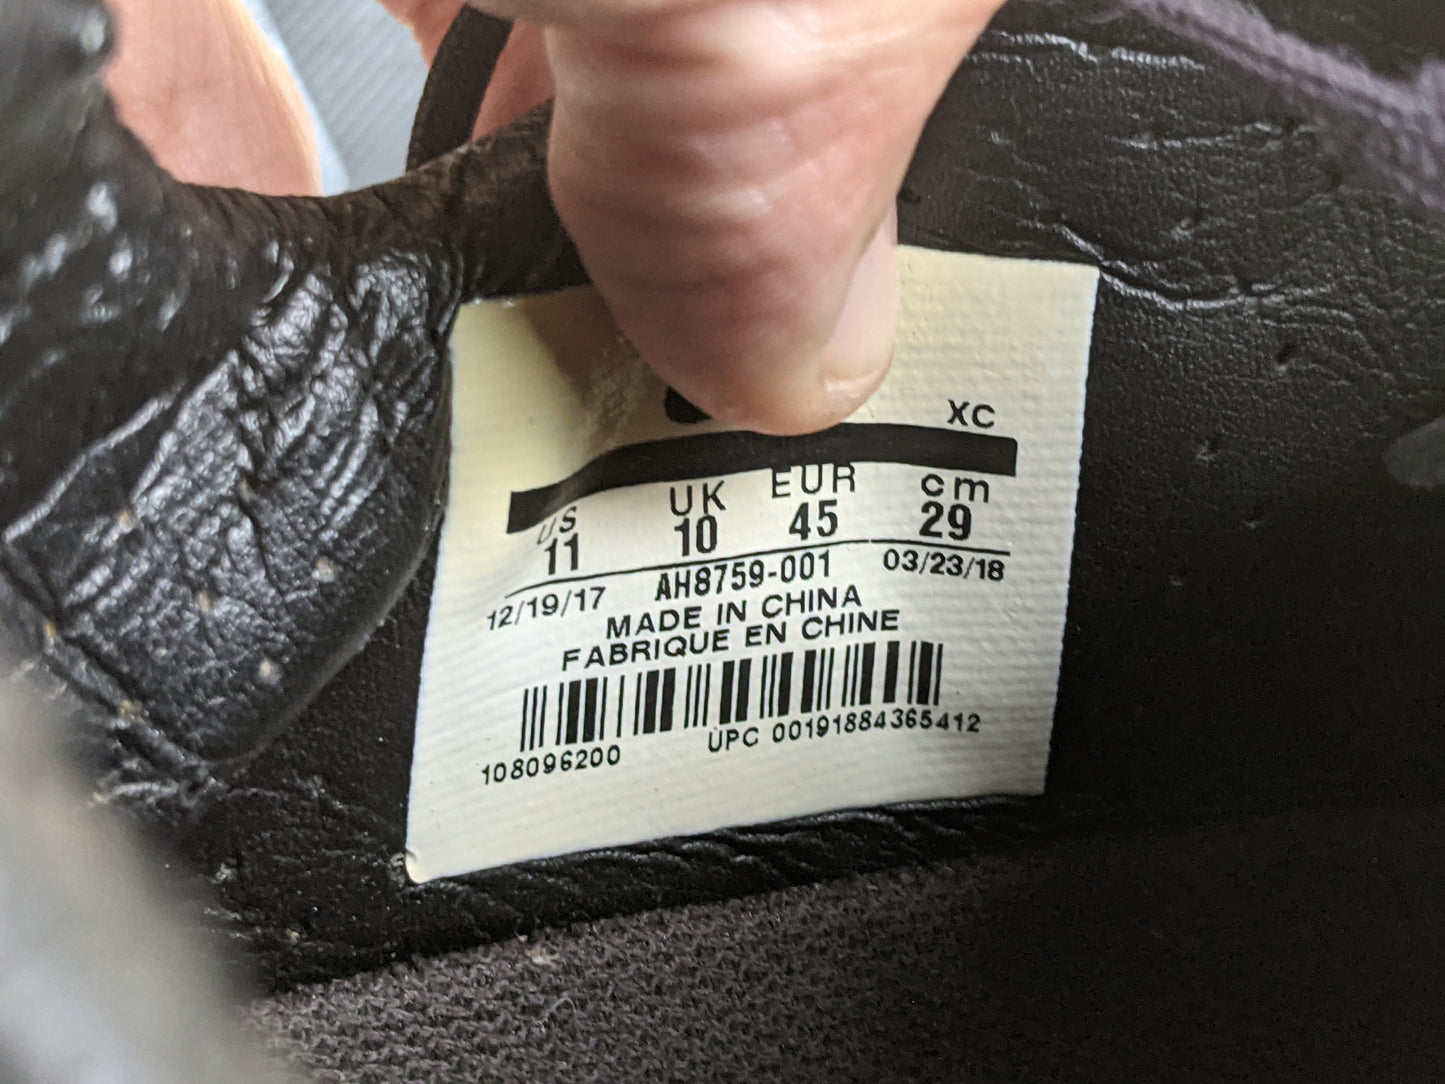 XC
US UK EUR cm
11 10 45 29
12/19/17 AH8759-001 03/23/18
MADE IN CHINA
FABRIQUE EN CHINE
108096200 UPC 00191884365412